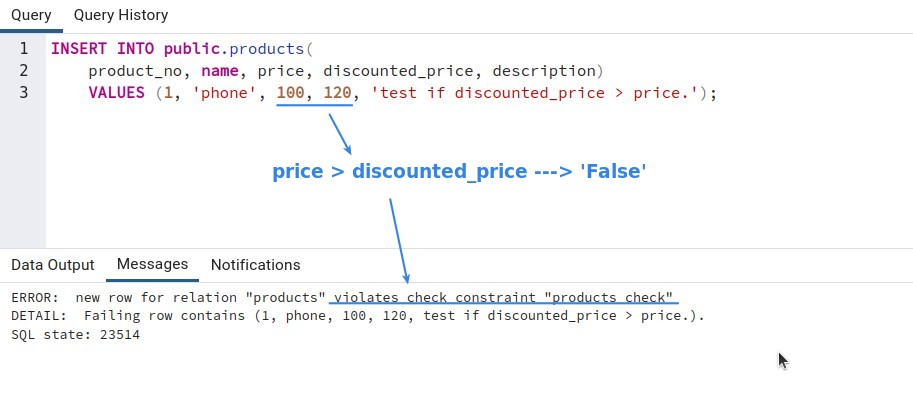 Query Query History
1 INSERT INTO public.products(
2 product_no, name, price, discounted_price, description)
3 VALUES (1, 'phone', 100, 120, 'test if discounted_price > price.');
price > discounted_price ---> 'False'
Data Output Messages Notifications
ERROR:  new row for relation "products" violates check constraint "products_check"
DETAIL:  Failing row contains (1, phone, 100, 120, test if discounted_price > price.).
SQL state: 23514